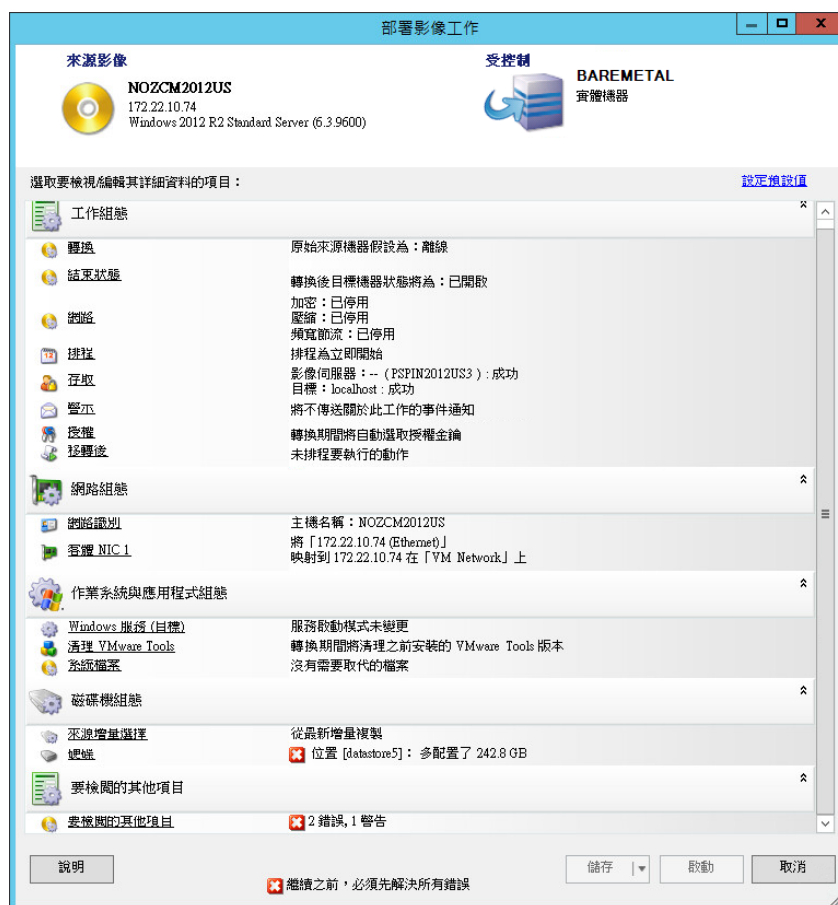 部署影像工作
來源影像
NOZCM2012US
172.22.10.74
Windows 2012 R2 Standard Server (6.3.9600)
受控制
BAREMETAL
實體機器
選取要檢視/編輯其詳細資料的項目：
設定預設值
工作組態
轉換 原始來源機器假設為：離線
結束狀態 轉換後目標機器狀態將為：已開啟
加密：已停用
網路 壓縮：已停用
頻寬節流：已停用
排程 排程為立即開始
存取 影像伺服器：-- (PSPIN2012US3)：成功
目標：localhost：成功
警示 將不傳送關於此工作的事件通知
授權 轉換期間將自動選取授權金鑰
移轉後 未排程要執行的動作
網路組態
網路識別 主機名稱：NOZCM2012US
客體 NIC 1 將「172.22.10.74 (Ethernet)」
映射到 172.22.10.74 在「VM Network」上
作業系統與應用程式組態
Windows 服務 (目標) 服務啟動模式未變更
清理 VMware Tools 轉換期間將清理之前安裝的 VMware Tools 版本
系統檔案 沒有需要取代的檔案
磁碟機組態
來源增量選擇 從最新增量複製
媒碟 位置 [datastore5]： 多配置了 242.8 GB
要檢閱的其他項目
要檢閱的其他項目 2 錯誤, 1 警告
說明
繼續之前，必須先解決所有錯誤
儲存
啟動
取消